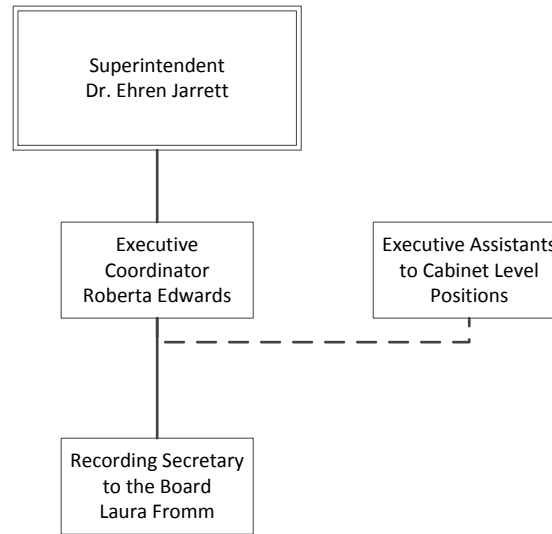 Superintendent
Dr. Ehren Jarrett
Executive
Coordinator
Roberta Edwards
Executive Assistants
to Cabinet Level
Positions
Recording Secretary
to the Board
Laura Fromm